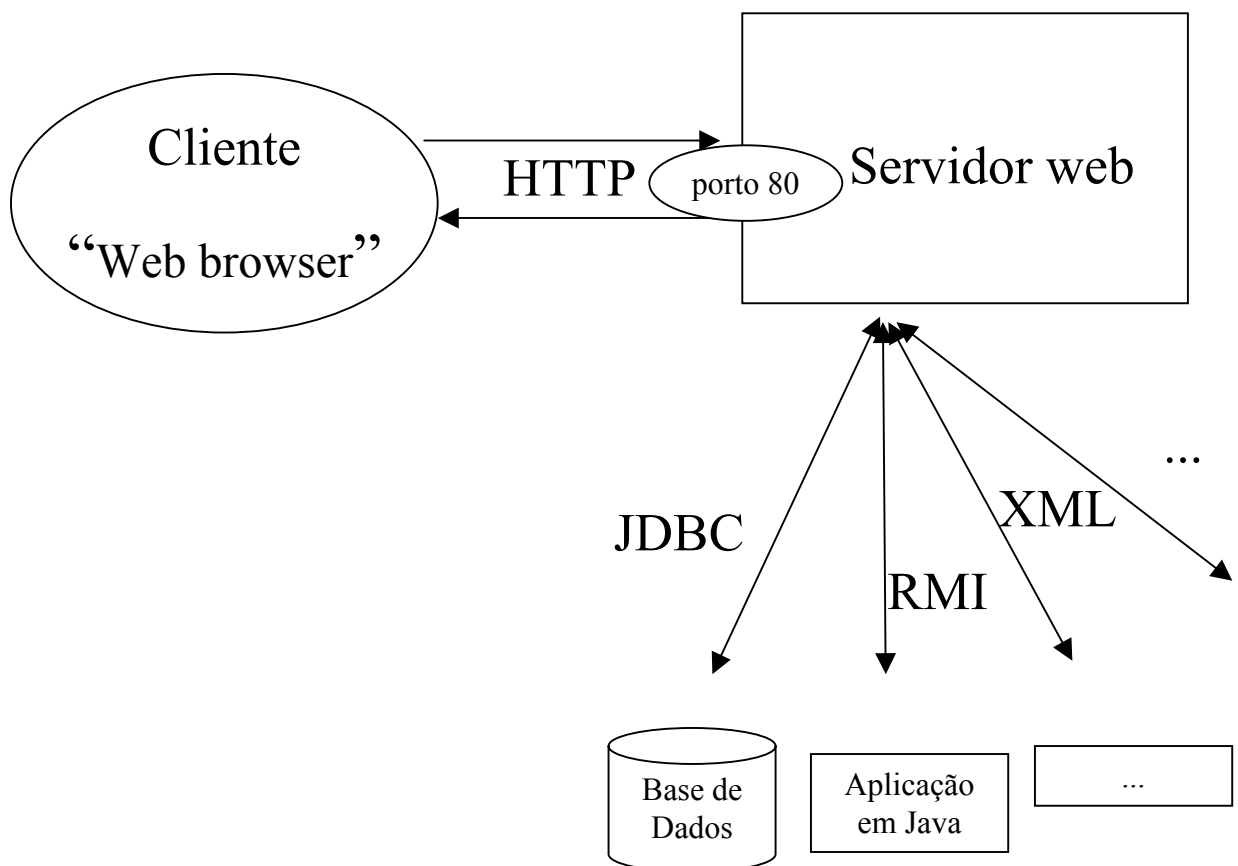 Cliente
“Web browser”
HTTP
porto 80
Servidor web
...
JDBC
XML
RMI
Base de
Dados
Aplicação
em Java
...